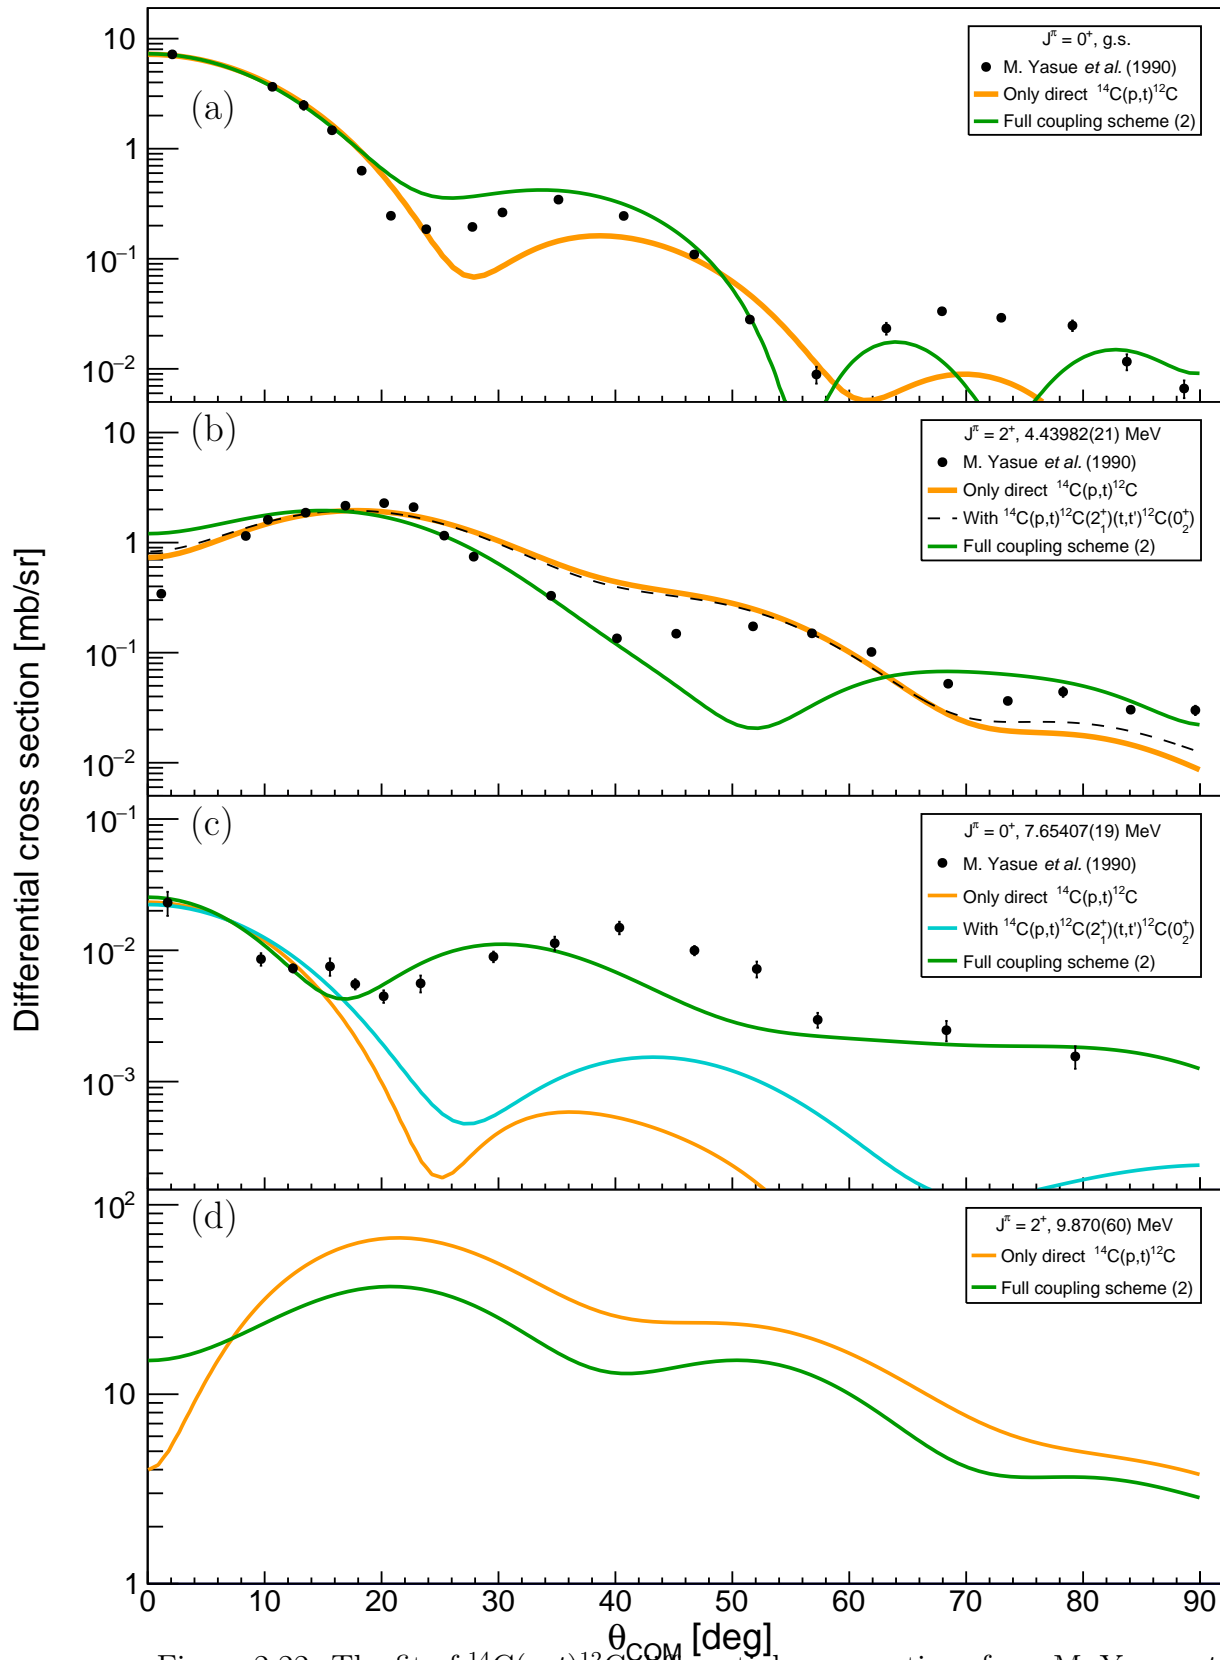 10
1
10⁻¹
10⁻²
(a)
Jπ = 0⁺, g.s.
M. Yasue et al. (1990)
Only direct ¹⁴C(p,t)¹²C
Full coupling scheme (2)
10
1
10⁻¹
10⁻²
(b)
Jπ = 2⁺, 4.43982(21) MeV
M. Yasue et al. (1990)
Only direct ¹⁴C(p,t)¹²C
With ¹⁴C(p,t)¹²C(2₁⁺)(t,t')¹²C(0₂⁺)
Full coupling scheme (2)
Differential cross section [mb/sr]
10⁻¹
10⁻²
10⁻³
(c)
Jπ = 0⁺, 7.65407(19) MeV
M. Yasue et al. (1990)
Only direct ¹⁴C(p,t)¹²C
With ¹⁴C(p,t)¹²C(2₁⁺)(t,t')¹²C(0₂⁺)
Full coupling scheme (2)
10²
10
1
(d)
Jπ = 2⁺, 9.870(60) MeV
Only direct ¹⁴C(p,t)¹²C
Full coupling scheme (2)
0 10 20 30 40 50 60 70 80 90
θCOM [deg]